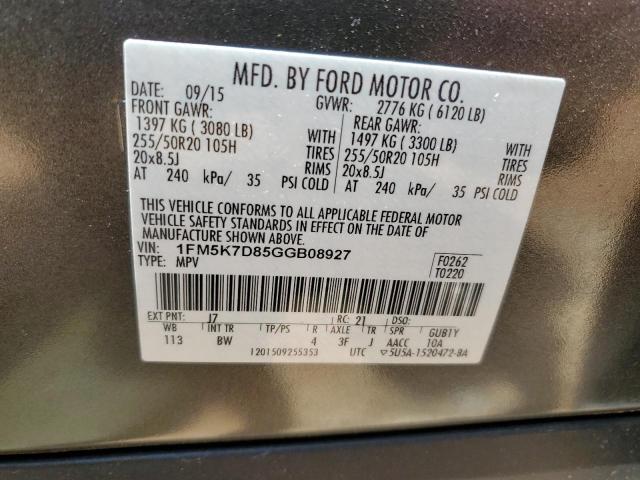 MFD. BY FORD MOTOR CO.
DATE: 09/15 GVWR: 2776 KG ( 6120 LB)
FRONT GAWR: REAR GAWR:
1397 KG ( 3080 LB) WITH 1497 KG ( 3300 LB) WITH
255/50R20 105H TIRES 255/50R20 105H TIRES
20x8.5J RIMS 20x8.5J RIMS
AT 240 kPa/ 35 PSI COLD AT 240 kPa/ 35 PSI COLD
THIS VEHICLE CONFORMS TO ALL APPLICABLE FEDERAL MOTOR
VEHICLE SAFETY STANDARDS IN EFFECT ON THE DATE OF
MANUFACTURE SHOWN ABOVE.
VIN: 1FM5K7D85GGB08927
TYPE: MPV
F0262
T0220
EXT PNT: J7 RC: 21 DSO:
WB INT TR TP/PS R AXLE TR SPR GUB1Y
113 BW 4 3F J AACC 10A
I201509255353 UTC ▽5U5A-1520472-BA